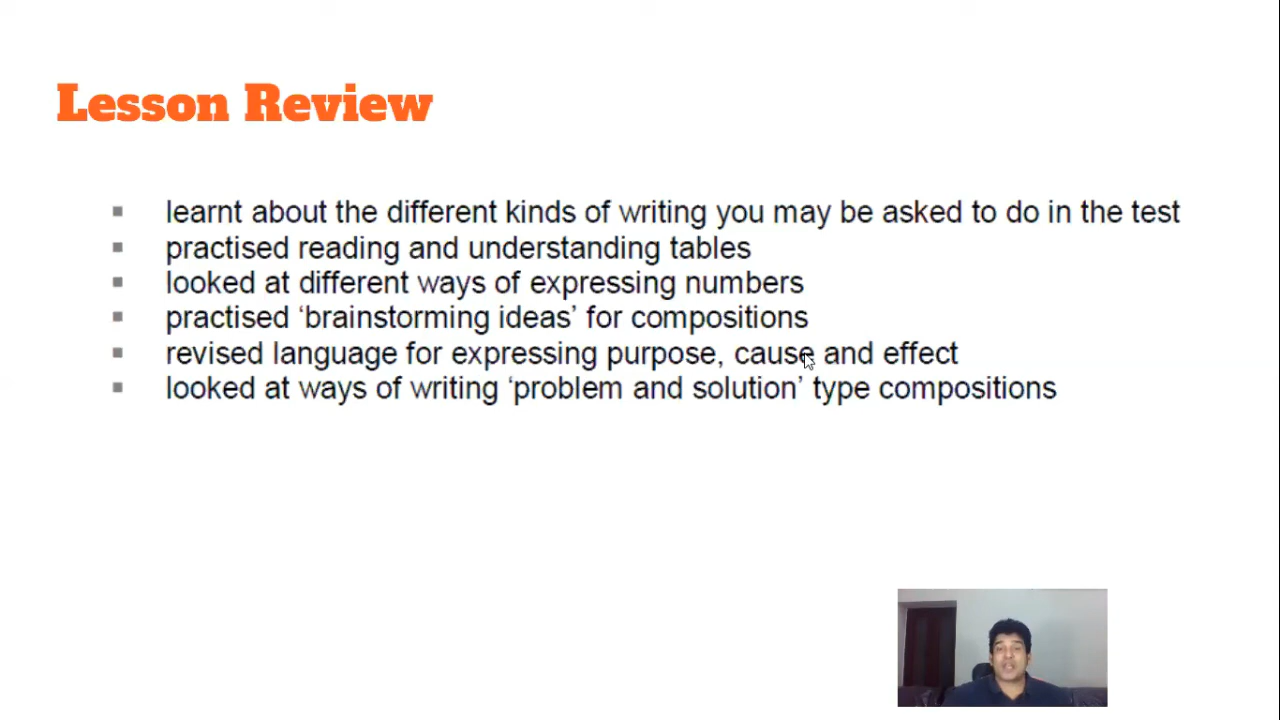 Lesson Review
learnt about the different kinds of writing you may be asked to do in the test
practised reading and understanding tables
looked at different ways of expressing numbers
practised ‘brainstorming ideas’ for compositions
revised language for expressing purpose, cause and effect
looked at ways of writing ‘problem and solution’ type compositions